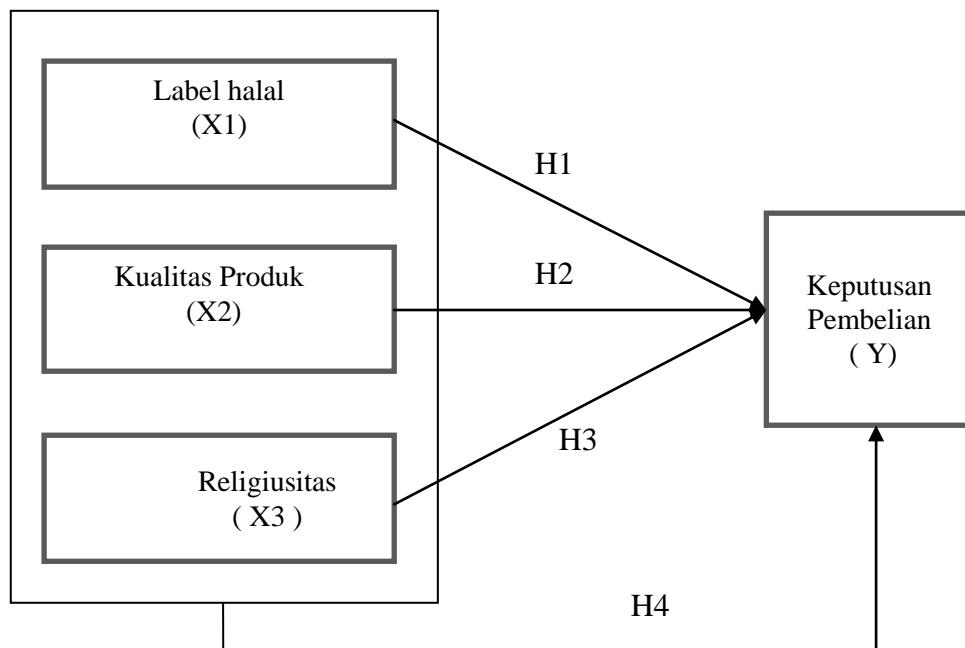 Label halal
(X1)
H1
Kualitas Produk
(X2)
H2
Keputusan
Pembelian
( Y)
Religiusitas
( X3 )
H3
H4